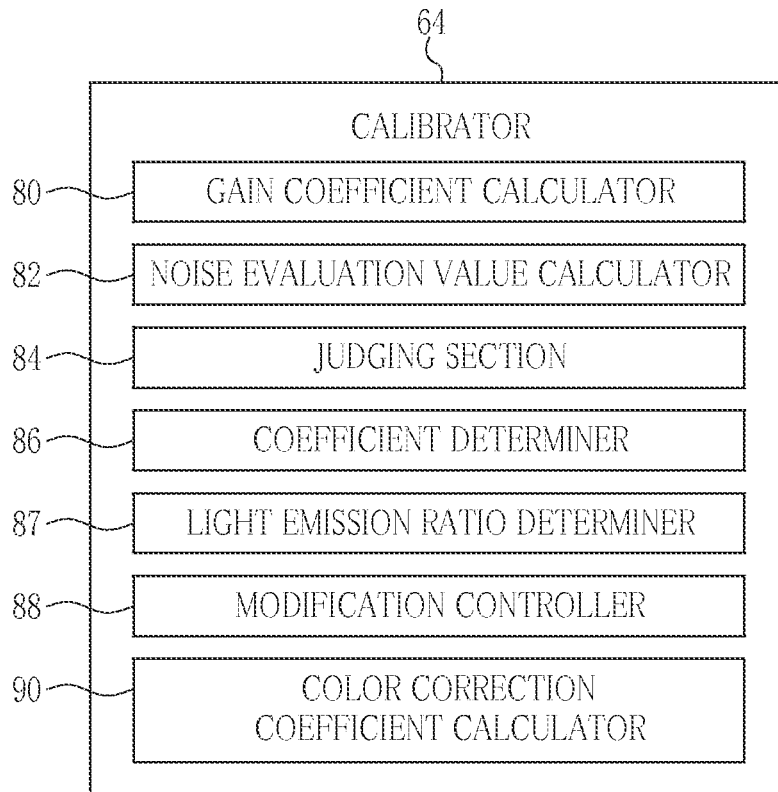 64
CALIBRATOR
80 GAIN COEFFICIENT CALCULATOR
82 NOISE EVALUATION VALUE CALCULATOR
84 JUDGING SECTION
86 COEFFICIENT DETERMINER
87 LIGHT EMISSION RATIO DETERMINER
88 MODIFICATION CONTROLLER
90 COLOR CORRECTION
COEFFICIENT CALCULATOR